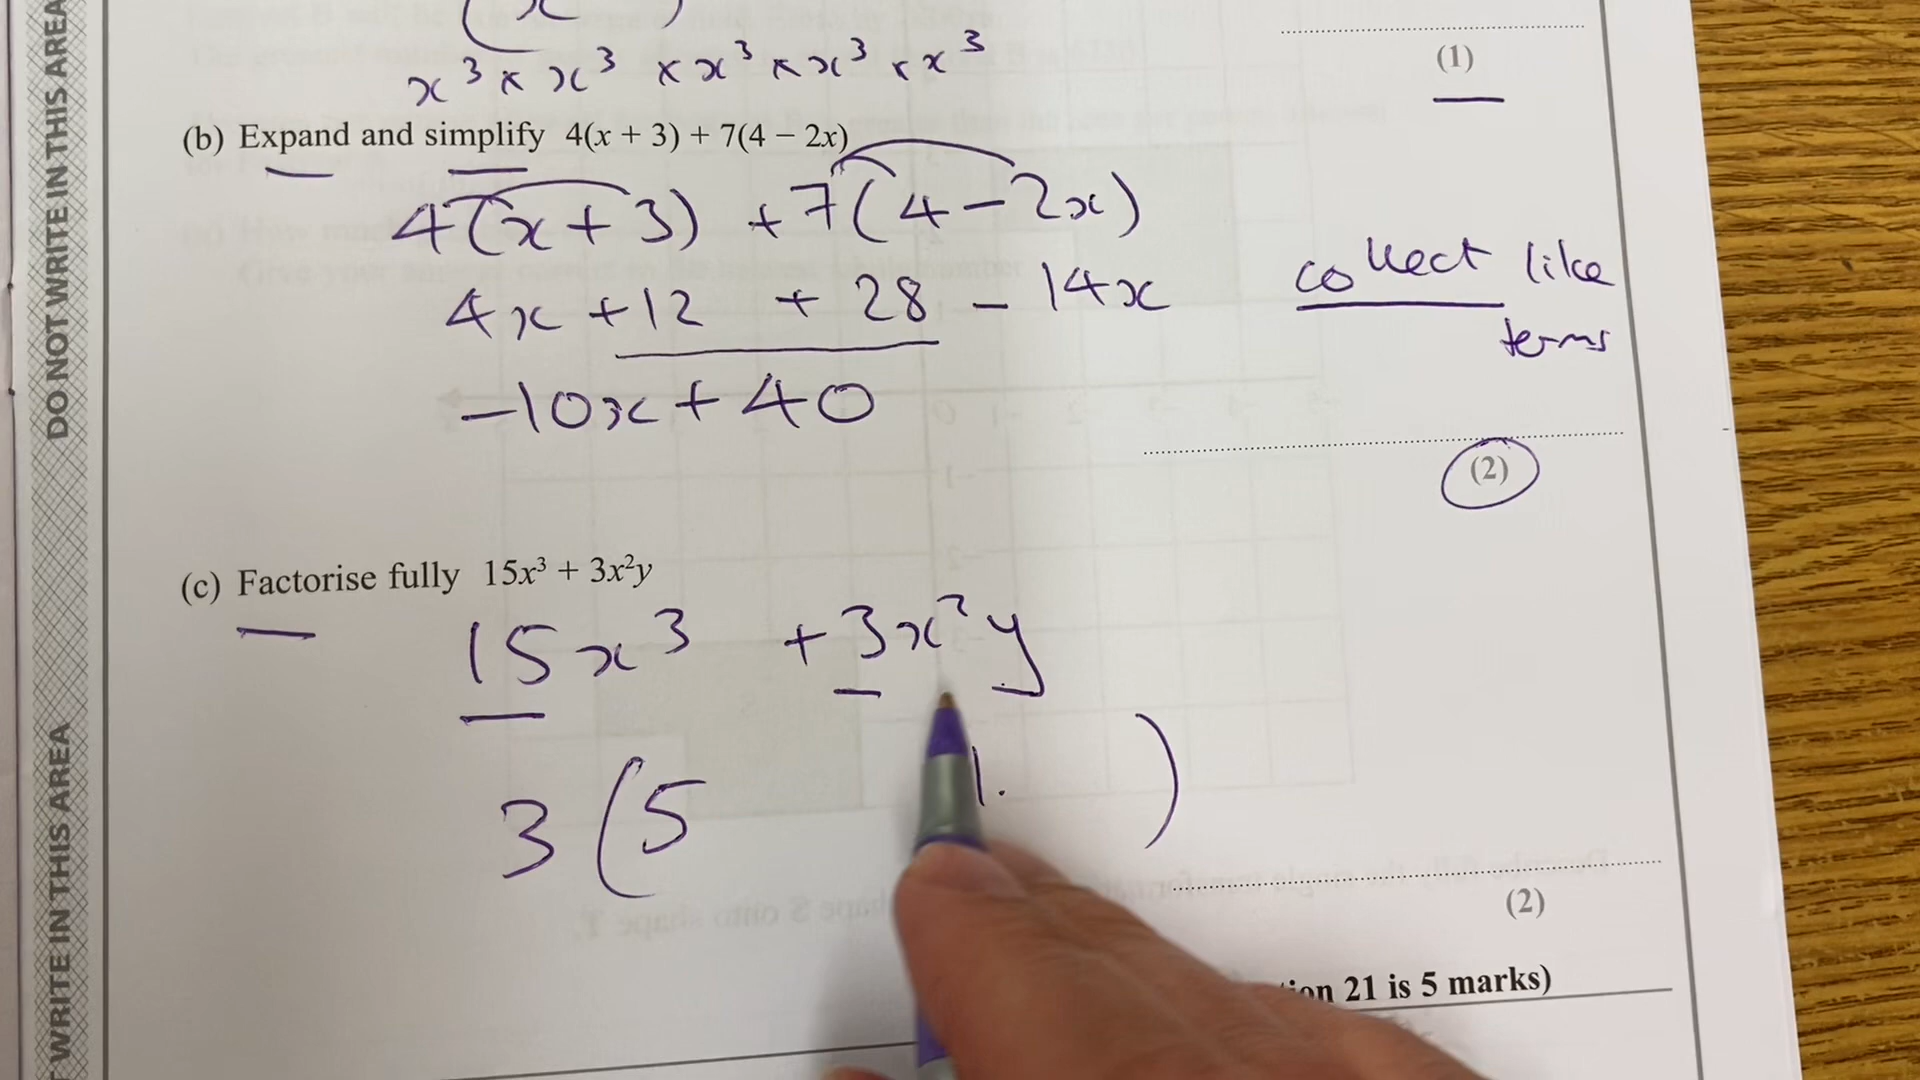 x³ × x³ × x³ × x³ × x³
(1)
(b) Expand and simplify 4(x + 3) + 7(4 – 2x)
4(x + 3) + 7(4 – 2x)
4x + 12 + 28 – 14x
collect like
terms
–10x + 40
(2)
(c) Factorise fully 15x³ + 3x²y
15x³ + 3x²y
3(5 1. )
(2)
21 is 5 marks)
DO NOT WRITE IN THIS AREA
WRITE IN THIS AREA